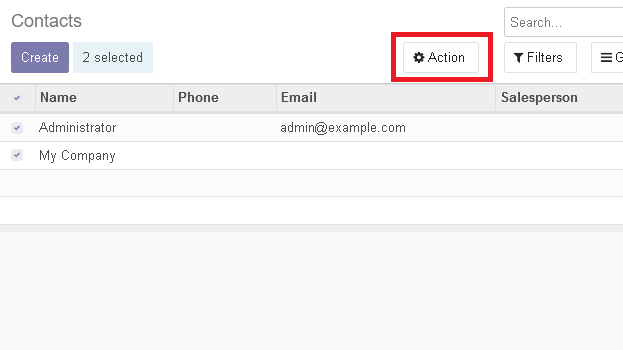 Contacts
Search...
Create 2 selected Action Filters G
Name Phone Email Salesperson
Administrator admin@example.com
My Company